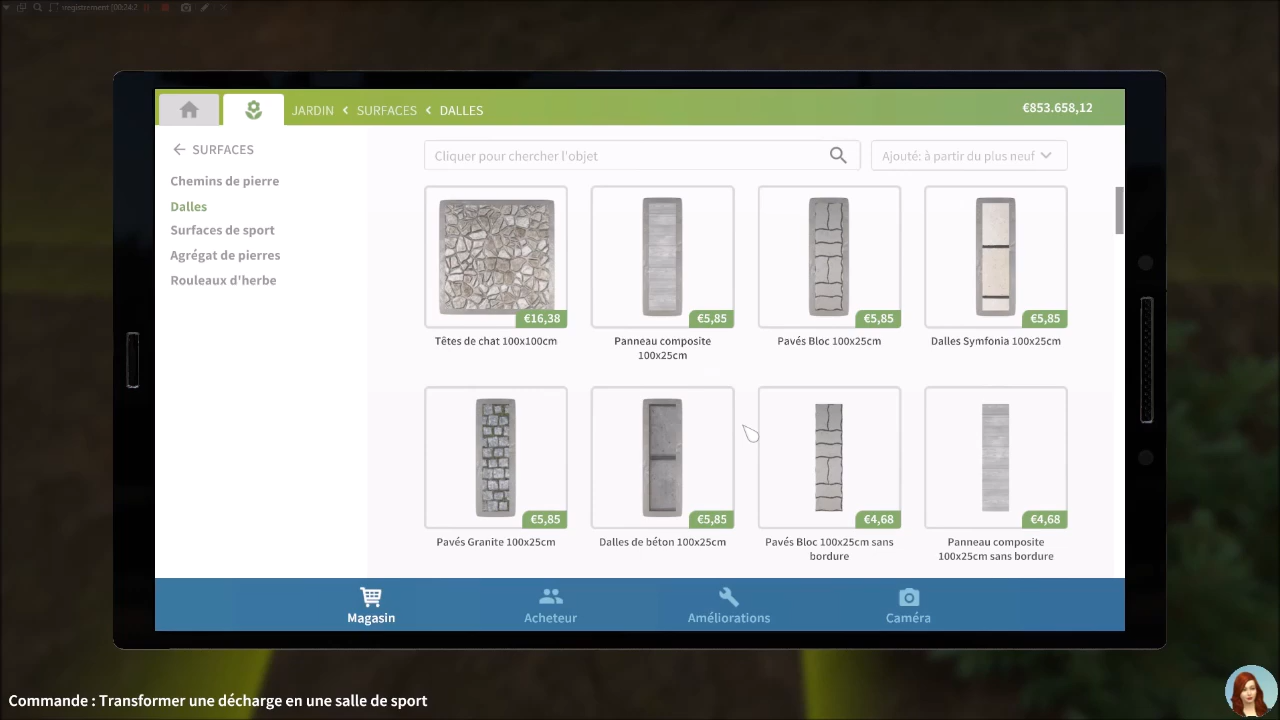 JARDIN < SURFACES < DALLES
€853.658,12
SURFACES
Cliquer pour chercher l'objet
Ajouté: à partir du plus neuf
Chemins de pierre
Dalles
Surfaces de sport
Agrégat de pierres
Rouleaux d'herbe
€16,38
€5,85
€5,85
€5,85
Têtes de chat 100x100cm
Panneau composite
100x25cm
Pavés Bloc 100x25cm
Dalles Symfonia 100x25cm
€5,85
€5,85
€4,68
€4,68
Pavés Granite 100x25cm
Dalles de béton 100x25cm
Pavés Bloc 100x25cm sans
bordure
Panneau composite
100x25cm sans bordure
Magasin
Acheteur
Améliorations
Caméra
Commande : Transformer une décharge en une salle de sport